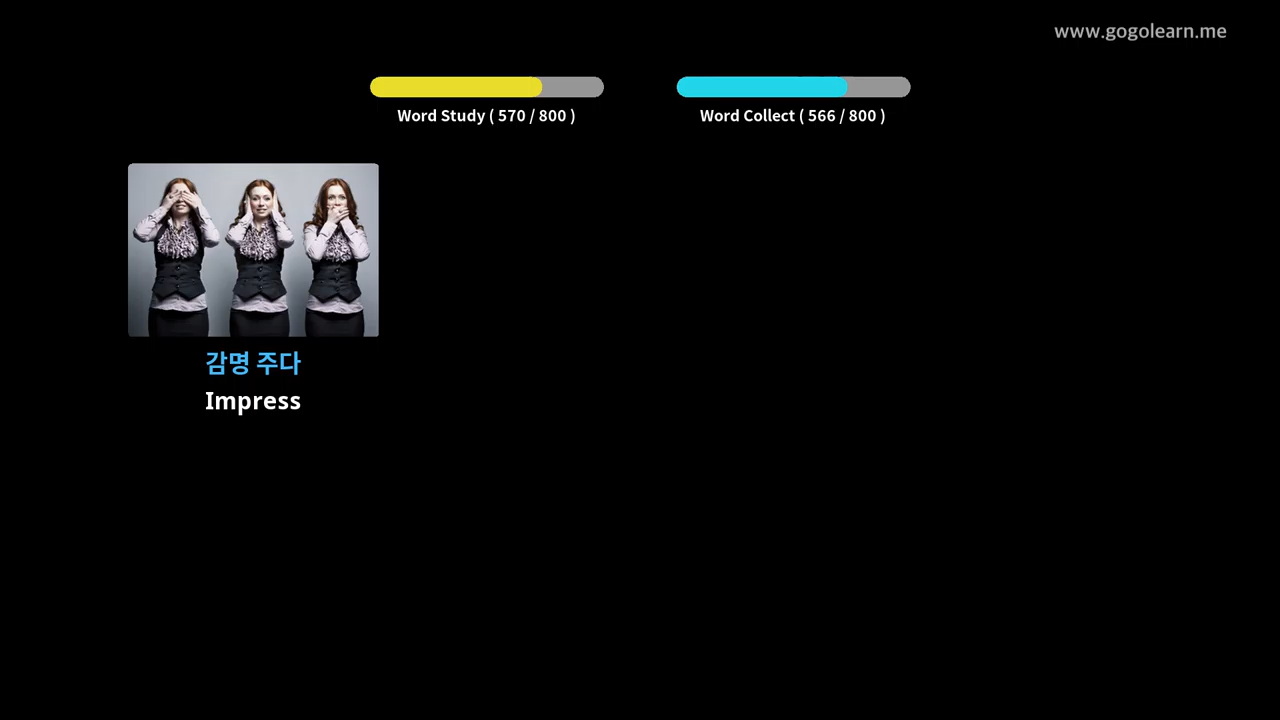 www.gogolearn.me
Word Study ( 570 / 800 )
Word Collect ( 566 / 800 )
감명 주다
Impress